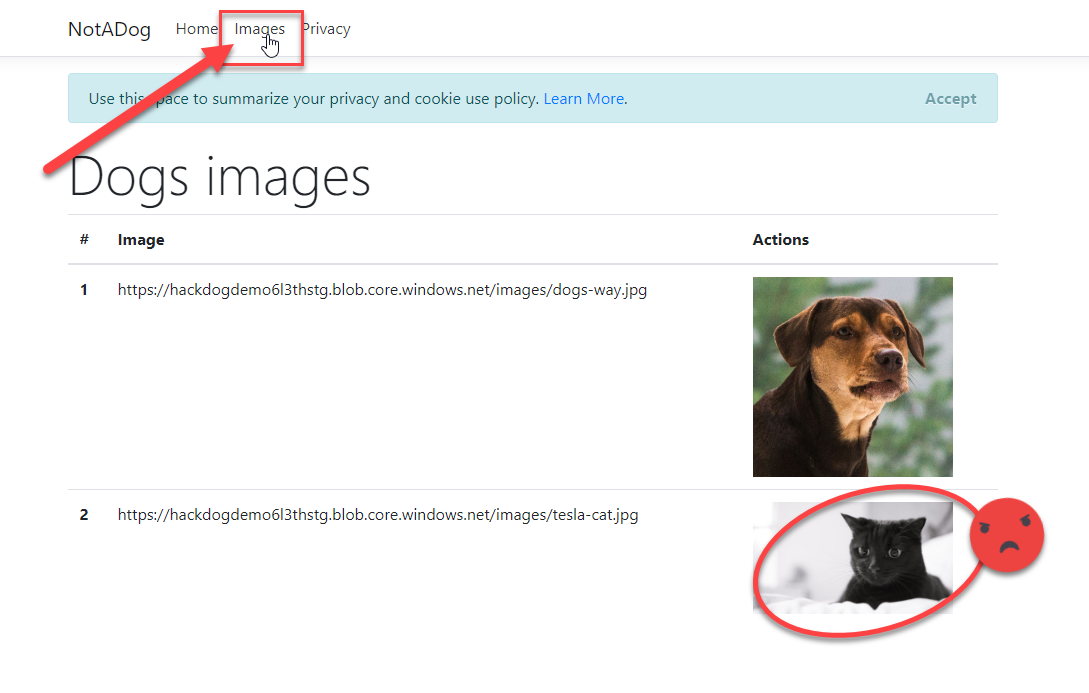 NotADog Home Images Privacy
Use this space to summarize your privacy and cookie use policy. Learn More. Accept
Dogs images
# Image Actions
1 https://hackdogdemo6l3thstg.blob.core.windows.net/images/dogs-way.jpg
2 https://hackdogdemo6l3thstg.blob.core.windows.net/images/tesla-cat.jpg